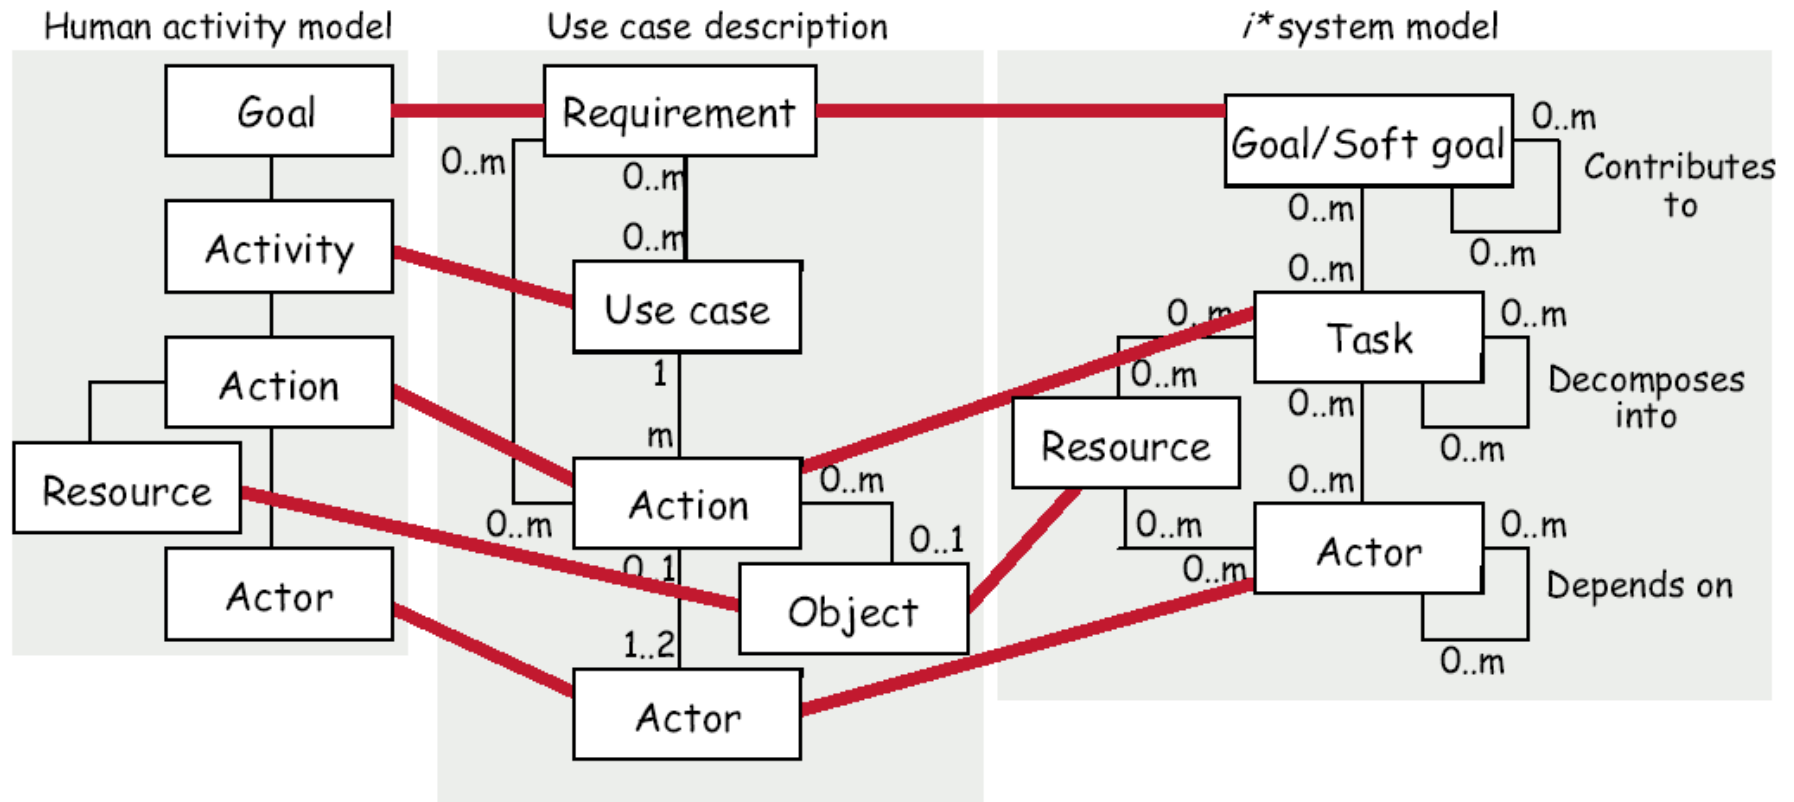 Human activity model
Use case description
i* system model
Goal
Activity
Action
Resource
Actor
Requirement
0..m
0..m
0..m
Use case
1
m
Action
0..m
0..m
0..1
0..1
Object
1..2
Actor
Goal/Soft goal
0..m
Contributes
to
0..m
0..m
0..m
0..m
Task
0..m
Decomposes
into
0..m
0..m
0..m
Resource
0..m
0..m
0..m
Actor
0..m
Depends on
0..m